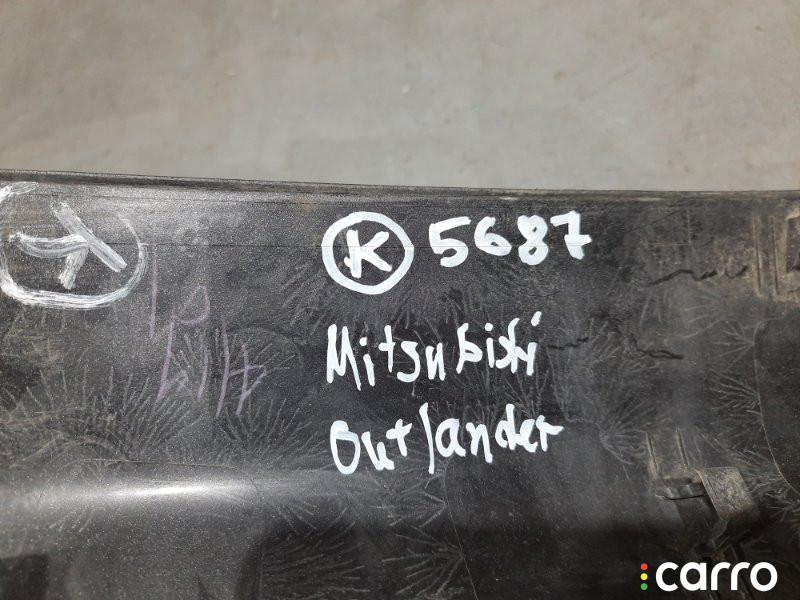 K 5687
Mitsubishi
Outlander
carro